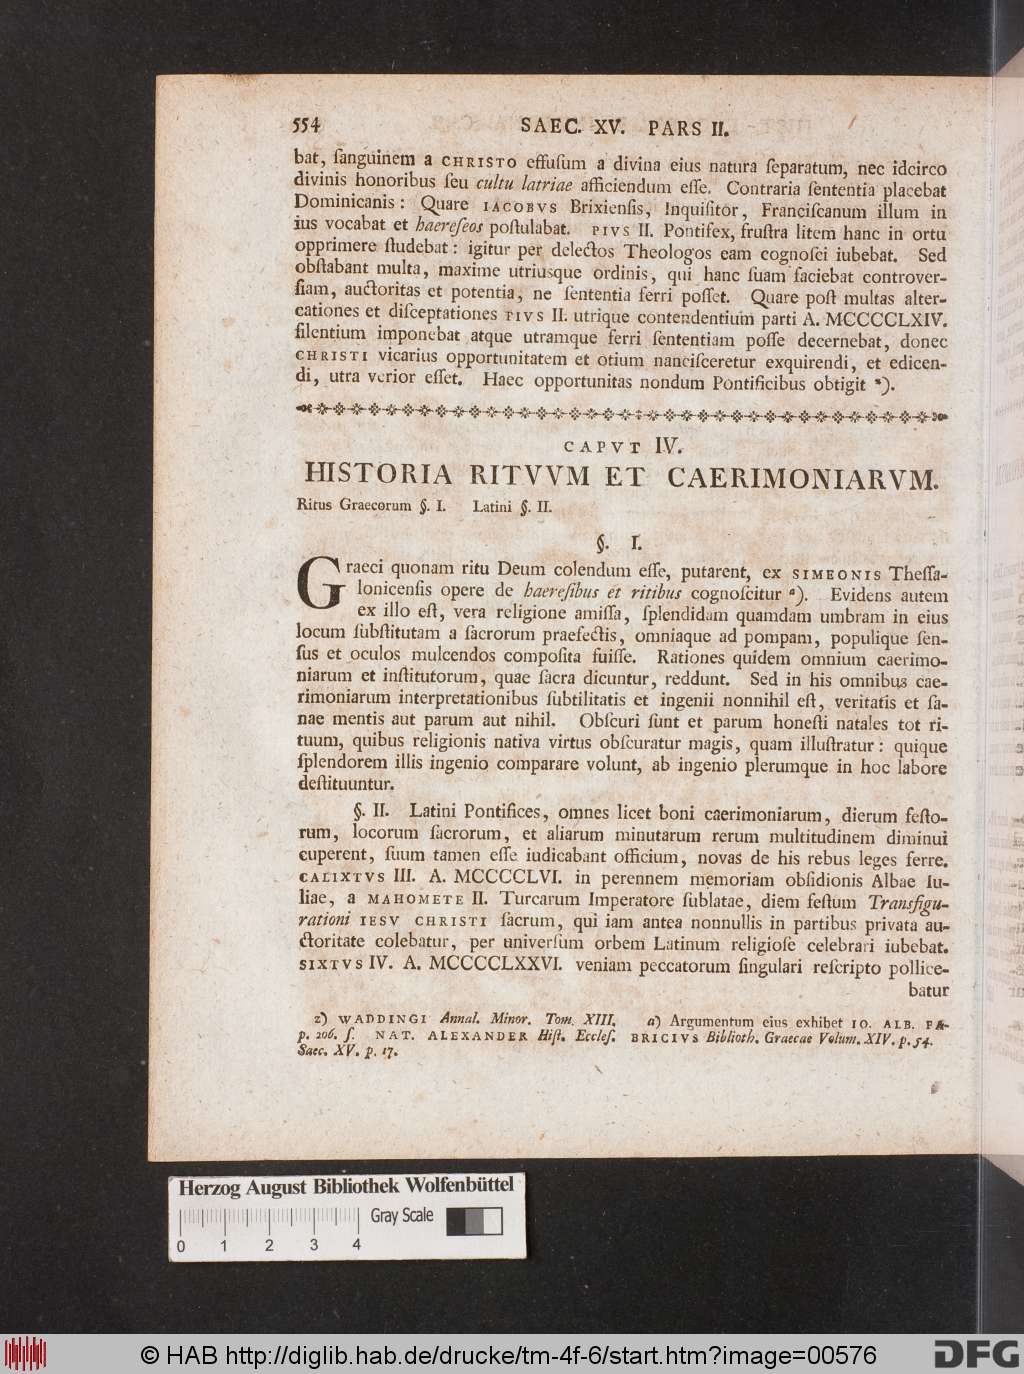 554 SAEC. XV. PARS II.
bat, ſanguinem a CHRISTO effuſum a divina eius natura ſeparatum, nec idcirco
divinis honoribus ſeu cultu latriae afficiendum eſſe. Contraria ſententia placebat
Dominicanis: Quare IACOBVS Brixienſis, Inquiſitor, Franciſcanum illum in
ius vocabat et haereſeos poſtulabat. PIVS II. Pontifex, fruſtra litem hanc in ortu
opprimere ſtudebat: igitur per delectos Theologos eam cognoſci iubebat. Sed
obſtabant multa, maxime utriusque ordinis, qui hanc ſuam faciebat controver-
ſiam, auctoritas et potentia, ne ſententia ferri poſſet. Quare poſt multas alter-
cationes et diſceptationes PIVS II. utrique contendentium parti A. MCCCCLXIV.
ſilentium imponebat atque utramque ferri ſententiam poſſe decernebat, donec
CHRISTI vicarius opportunitatem et otium nanciſceretur exquirendi, et edicen-
di, utra verior eſſet. Haec opportunitas nondum Pontificibus obtigit z).
CAPVT IV.
HISTORIA RITVVM ET CAERIMONIARVM.
Ritus Graecorum §. I. Latini §. II.
§. I.
Graeci quonam ritu Deum colendum eſſe, putarent, ex SIMEONIS Theſſa-
lonicenſis opere de haereſibus et ritibus cognoſcitur a). Evidens autem
ex illo eſt, vera religione amiſſa, ſplendidam quamdam umbram in eius
locum ſubſtitutam a ſacrorum praefectis, omniaque ad pompam, populique ſen-
ſus et oculos mulcendos compoſita fuiſſe. Rationes quidem omnium caerimo-
niarum et inſtitutorum, quae ſacra dicuntur, reddunt. Sed in his omnibus cae-
rimoniarum interpretationibus ſubtilitatis et ingenii nonnihil eſt, veritatis et ſa-
nae mentis aut parum aut nihil. Obſcuri ſunt et parum honeſti natales tot ri-
tuum, quibus religionis nativa virtus obſcuratur magis, quam illuſtratur: quique
ſplendorem illis ingenio comparare volunt, ab ingenio plerumque in hoc labore
deſtituuntur.
§. II. Latini Pontifices, omnes licet boni caerimoniarum, dierum feſto-
rum, locorum ſacrorum, et aliarum minutarum rerum multitudinem diminui
cuperent, ſuum tamen eſſe iudicabant officium, novas de his rebus leges ferre.
CALIXTVS III. A. MCCCCLVI. in perennem memoriam obſidionis Albae Iu-
liae, a MAHOMETE II. Turcarum Imperatore ſublatae, diem feſtum Transfigu-
rationi IESV CHRISTI ſacrum, qui iam antea nonnullis in partibus privata au-
ctoritate colebatur, per univerſum orbem Latinum religioſe celebrari iubebat.
SIXTVS IV. A. MCCCCLXXVI. veniam peccatorum ſingulari reſcripto pollice-
batur
z) WADDINGI Annal. Minor. Tom. XIII.
p. 206. ſ. NAT. ALEXANDER Hiſt. Eccleſ.
Saec. XV. p. 17.
a) Argumentum eius exhibet IO. ALB. FA-
BRICIVS Biblioth. Graecae Volum. XIV. p. 54.
Herzog August Bibliothek Wolfenbüttel
Gray Scale
0 1 2 3 4
© HAB http://diglib.hab.de/drucke/tm-4f-6/start.htm?image=00576
DFG